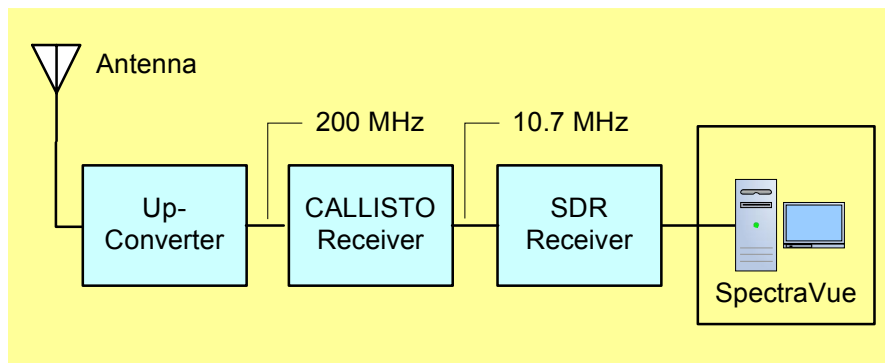 Antenna
200 MHz
10.7 MHz
Up-
Converter
CALLISTO
Receiver
SDR
Receiver
SpectraVue